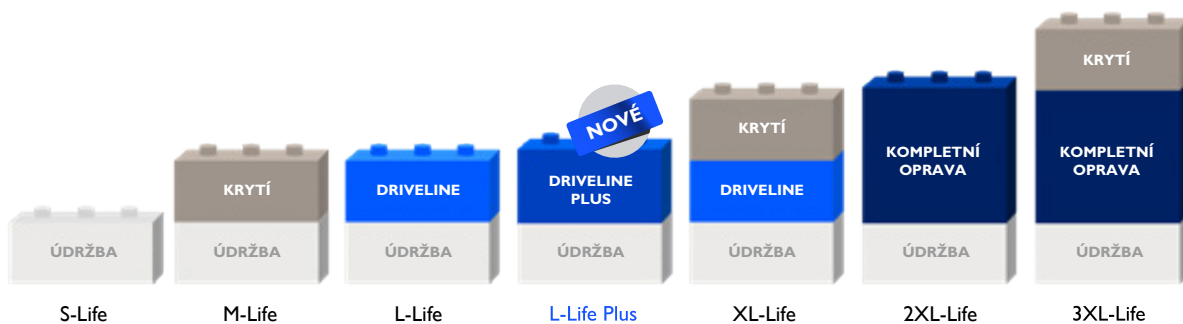 KRYTÍ
NOVÉ
KRYTÍ
KOMPLETNÍ
OPRAVA
KOMPLETNÍ
OPRAVA
KRYTÍ
DRIVELINE
DRIVELINE
PLUS
DRIVELINE
ÚDRŽBA
ÚDRŽBA
ÚDRŽBA
ÚDRŽBA
ÚDRŽBA
ÚDRŽBA
ÚDRŽBA
S-Life
M-Life
L-Life
L-Life Plus
XL-Life
2XL-Life
3XL-Life